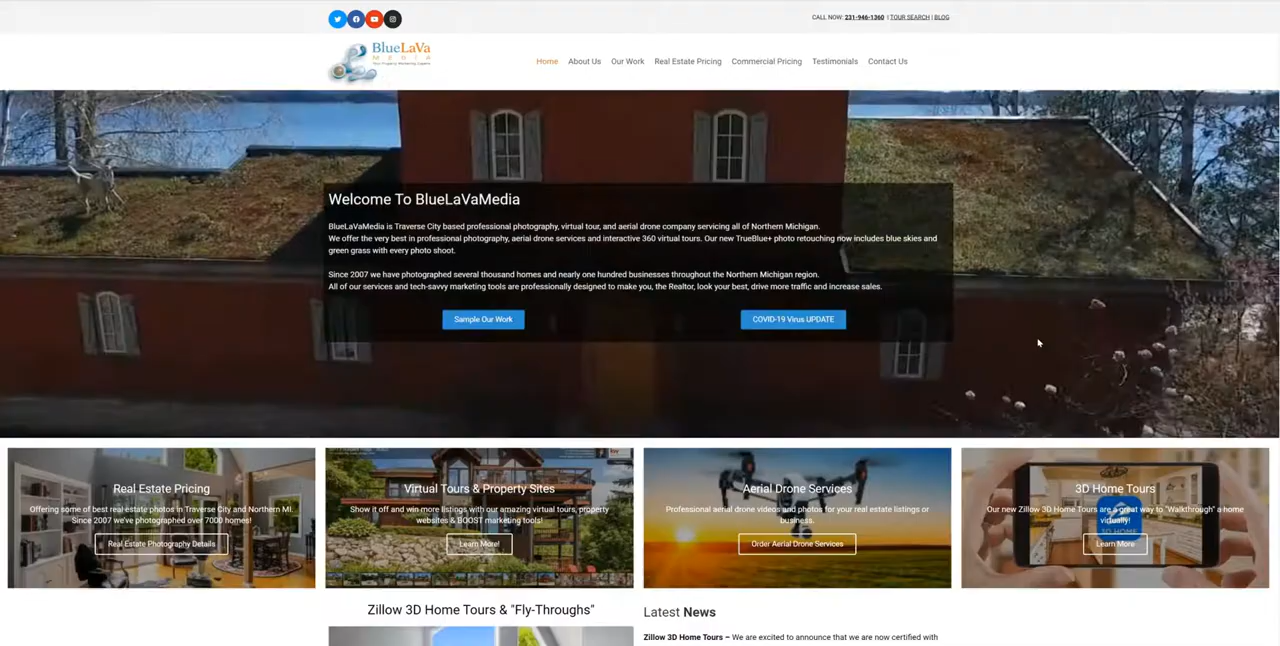 CALL NOW: 231-946-1360 | TOUR SEARCH | BLOG
BlueLaVa
MEDIA
Your Property Marketing Experts
Home About Us Our Work Real Estate Pricing Commercial Pricing Testimonials Contact Us
Welcome To BlueLaVaMedia
BlueLaVaMedia is Traverse City based professional photography, virtual tour, and aerial drone company servicing all of Northern Michigan.
We offer the very best in professional photography, aerial drone services and interactive 360 virtual tours. Our new TrueBlue+ photo retouching now includes blue skies and
green grass with every photo shoot.
Since 2007 we have photographed several thousand homes and nearly one hundred businesses throughout the Northern Michigan region.
All of our services and tech-savvy marketing tools are professionally designed to make you, the Realtor, look your best, drive more traffic and increase sales.
Sample Our Work
COVID-19 Virus UPDATE
Real Estate Pricing
Offering some of best real estate photos in Traverse City and Northern MI.
Since 2007 we've photographed over 7000 homes!
Real Estate Photography Details
Virtual Tours & Property Sites
Show it off and win more listings with our amazing virtual tours, property
websites & BOOST marketing tools!
Learn More!
Aerial Drone Services
Professional aerial drone videos and photos for your real estate listings or
business.
Order Aerial Drone Services
3D Home Tours
Our new Zillow 3D Home Tours are a great way to "Walkthrough" a home
virtually!
3D HOME
Learn More
Zillow 3D Home Tours & "Fly-Throughs"
Latest News
Zillow 3D Home Tours – We are excited to announce that we are now certified with